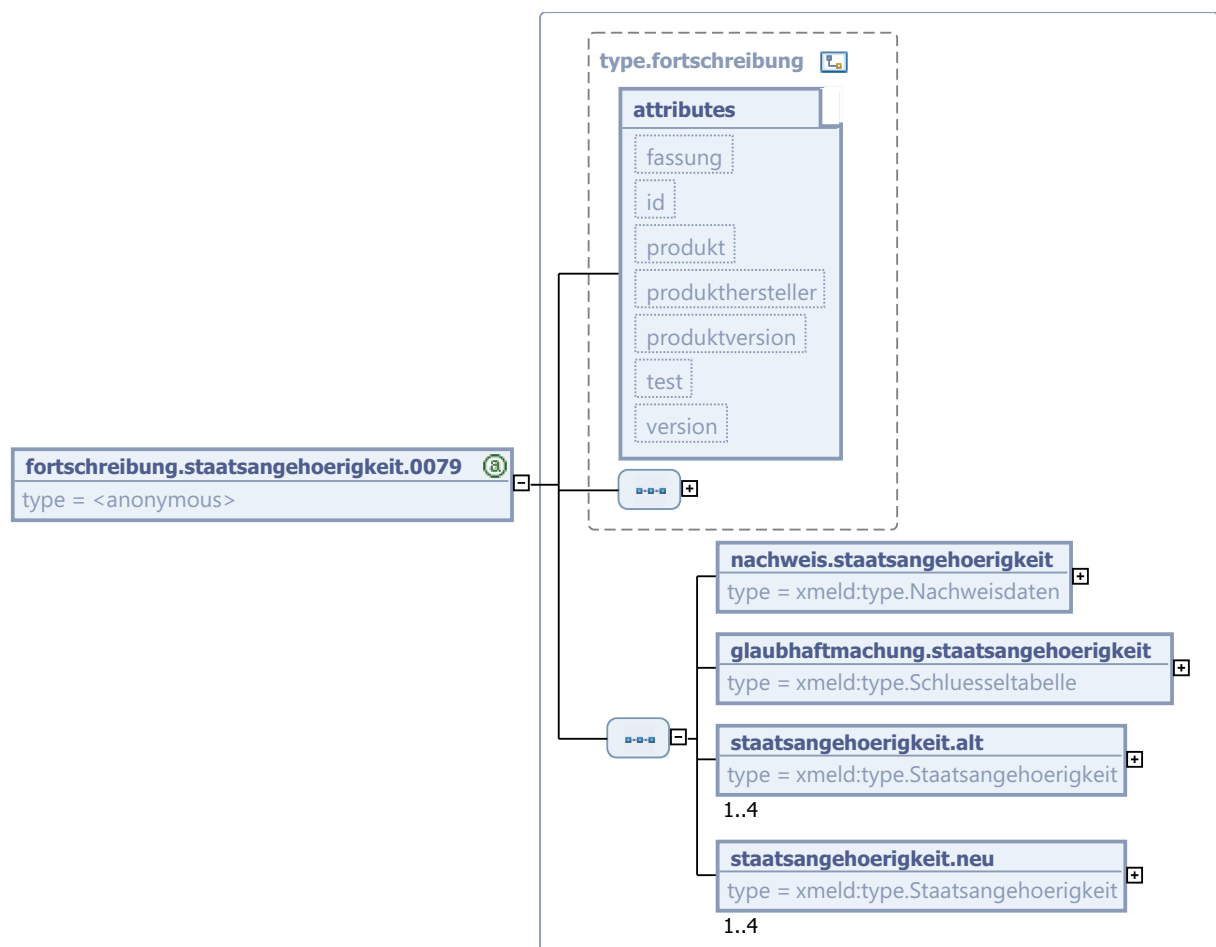 type.fortschreibung
attributes
fassung
id
produkt
produkthersteller
produktversion
test
version
fortschreibung.staatsangehoerigkeit.0079
type = <anonymous>
nachweis.staatsangehoerigkeit
type = xmeld:type.Nachweisdaten
glaubhaftmachung.staatsangehoerigkeit
type = xmeld:type.Schluesseltabelle
staatsangehoerigkeit.alt
type = xmeld:type.Staatsangehoerigkeit
1..4
staatsangehoerigkeit.neu
type = xmeld:type.Staatsangehoerigkeit
1..4